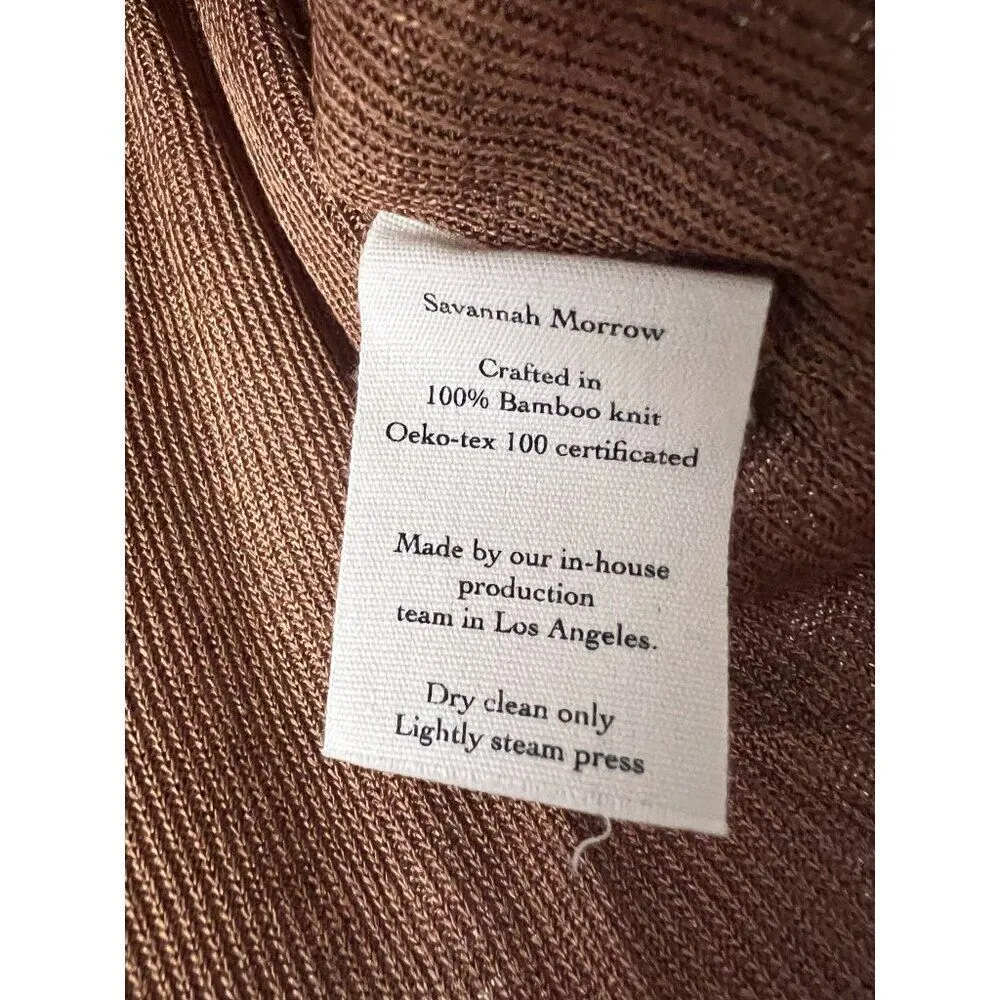 Savannah Morrow
Crafted in
100% Bamboo knit
Oeko-tex 100 certificated
Made by our in-house
production
team in Los Angeles.
Dry clean only
Lightly steam press